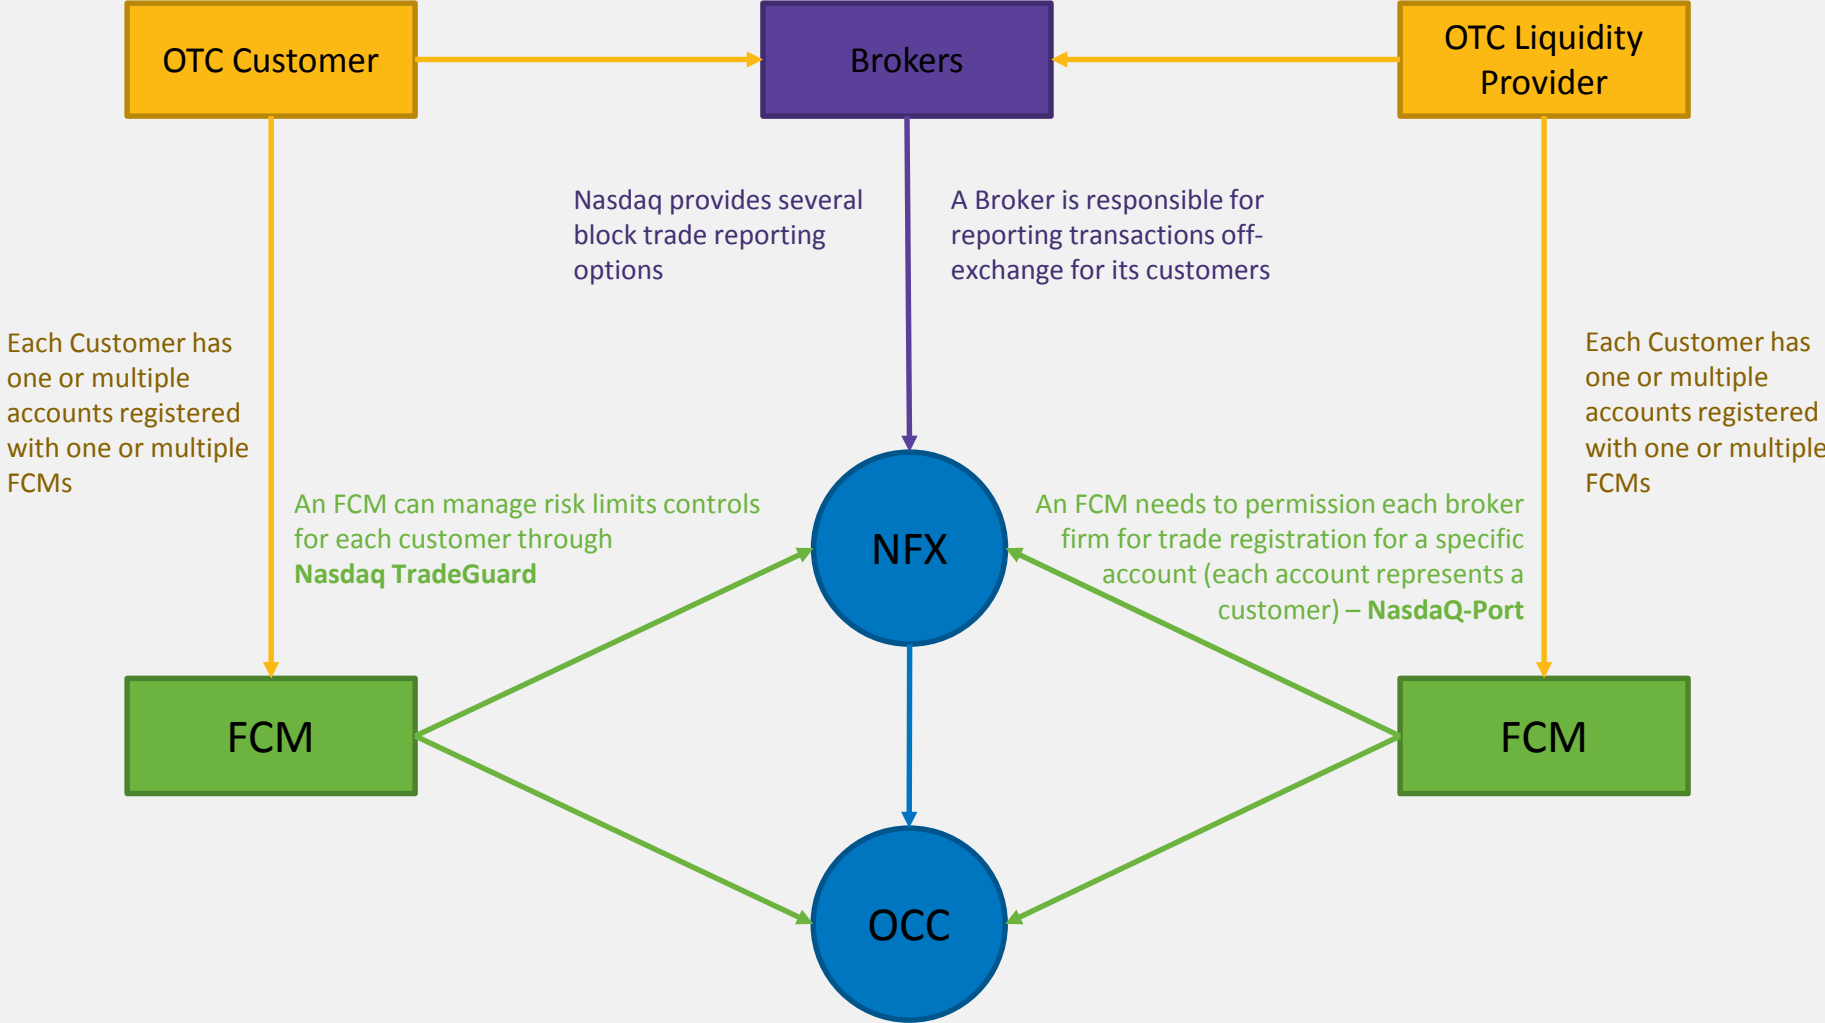 OTC Customer
Brokers
OTC Liquidity
Provider
Nasdaq provides several
block trade reporting
options
A Broker is responsible for
reporting transactions off-
exchange for its customers
Each Customer has
one or multiple
accounts registered
with one or multiple
FCMs
Each Customer has
one or multiple
accounts registered
with one or multiple
FCMs
An FCM can manage risk limits controls
for each customer through
Nasdaq TradeGuard
NFX
An FCM needs to permission each broker
firm for trade registration for a specific
account (each account represents a
customer) – NasdaQ-Port
FCM
FCM
OCC